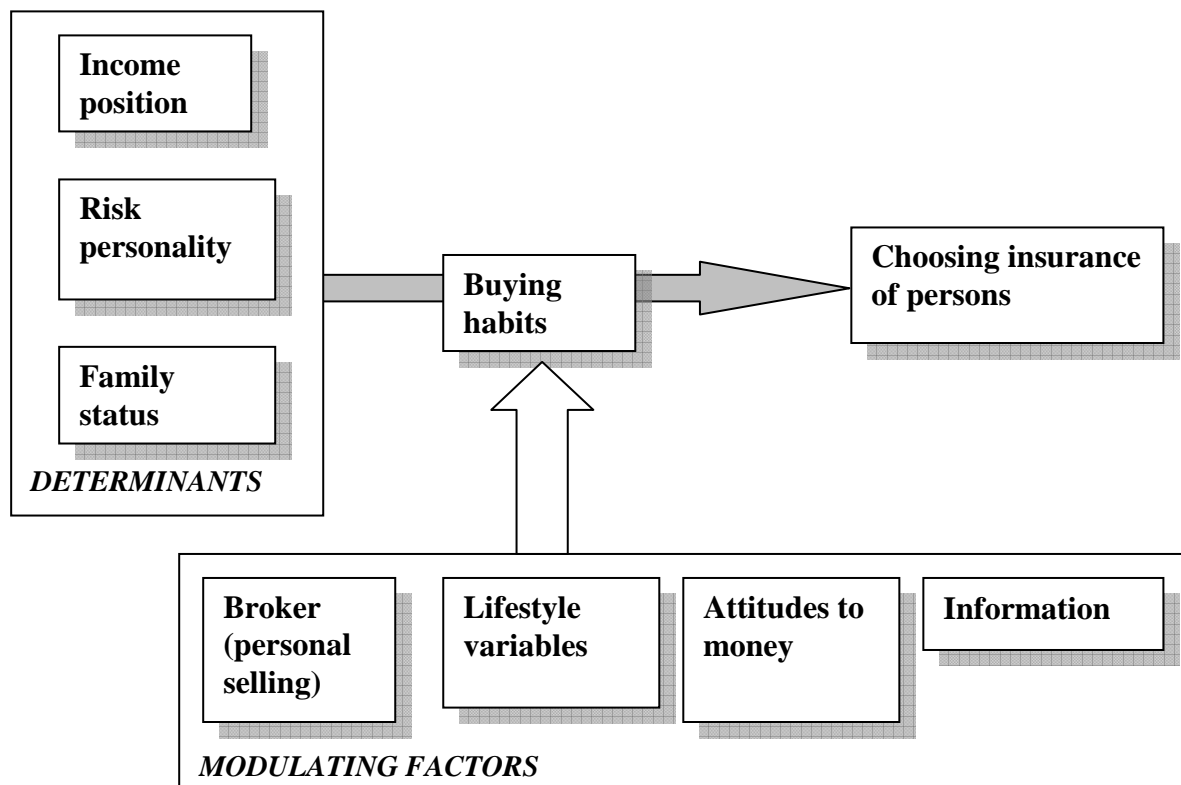 Income
position
Risk
personality
Family
status
DETERMINANTS
Buying
habits
Choosing insurance
of persons
Broker
(personal
selling)
Lifestyle
variables
Attitudes to
money
Information
MODULATING FACTORS